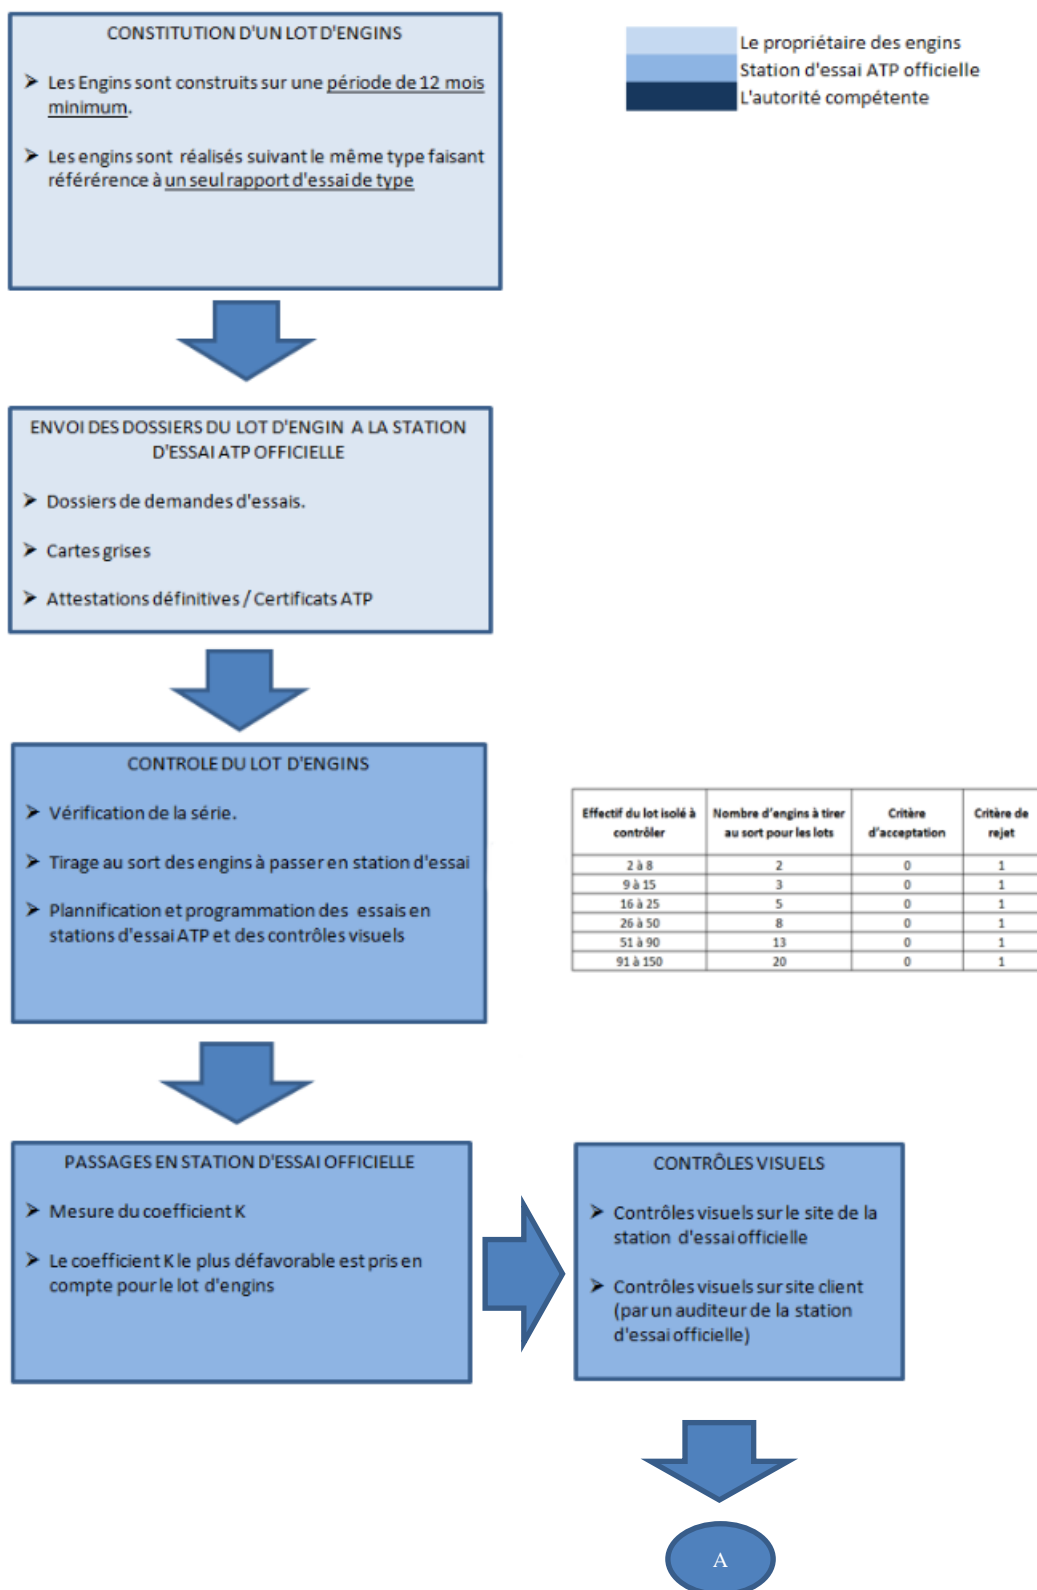 CONSTITUTION D'UN LOT D'ENGINS
➢ Les Engins sont construits sur une période de 12 mois
minimum.
➢ Les engins sont réalisés suivant le même type faisant
référérence à un seul rapport d'essai de type
Le propriétaire des engins
Station d'essai ATP officielle
L'autorité compétente
ENVOI DES DOSSIERS DU LOT D'ENGIN A LA STATION
D'ESSAI ATP OFFICIELLE
➢ Dossiers de demandes d'essais.
➢ Cartes grises
➢ Attestations définitives / Certificats ATP
CONTROLE DU LOT D'ENGINS
➢ Vérification de la série.
➢ Tirage au sort des engins à passer en station d'essai
➢ Plannification et programmation des essais en
stations d'essai ATP et des contrôles visuels
Effectif du lot isolé à Nombre d'engins à tirer Critère Critère de
contrôler au sort pour les lots d'acceptation rejet
2 à 8 2 0 1
9 à 15 3 0 1
16 à 25 5 0 1
26 à 50 8 0 1
51 à 90 13 0 1
91 à 150 20 0 1
PASSAGES EN STATION D'ESSAI OFFICIELLE
➢ Mesure du coefficient K
➢ Le coefficient K le plus défavorable est pris en
compte pour le lot d'engins
CONTRÔLES VISUELS
➢ Contrôles visuels sur le site de la
station d'essai officielle
➢ Contrôles visuels sur site client
(par un auditeur de la station
d'essai officielle)
A